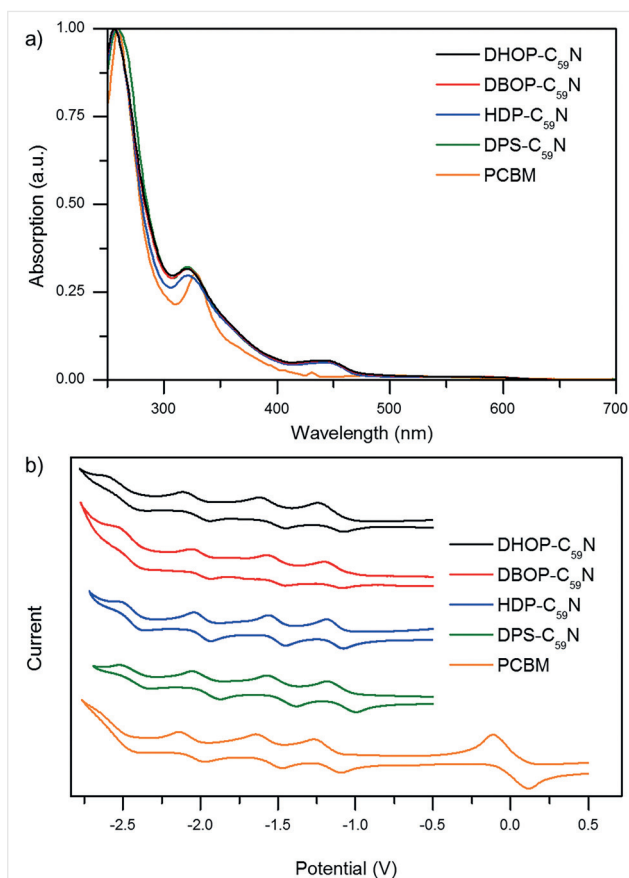 a)
1.00
0.75
0.50
0.25
0.00
Absorption (a.u.)
DHOP-C₅₉N
DBOP-C₅₉N
HDP-C₅₉N
DPS-C₅₉N
PCBM
300 400 500 600 700
Wavelength (nm)
b)
Current
DHOP-C₅₉N
DBOP-C₅₉N
HDP-C₅₉N
DPS-C₅₉N
PCBM
-2.5 -2.0 -1.5 -1.0 -0.5 0.0 0.5
Potential (V)